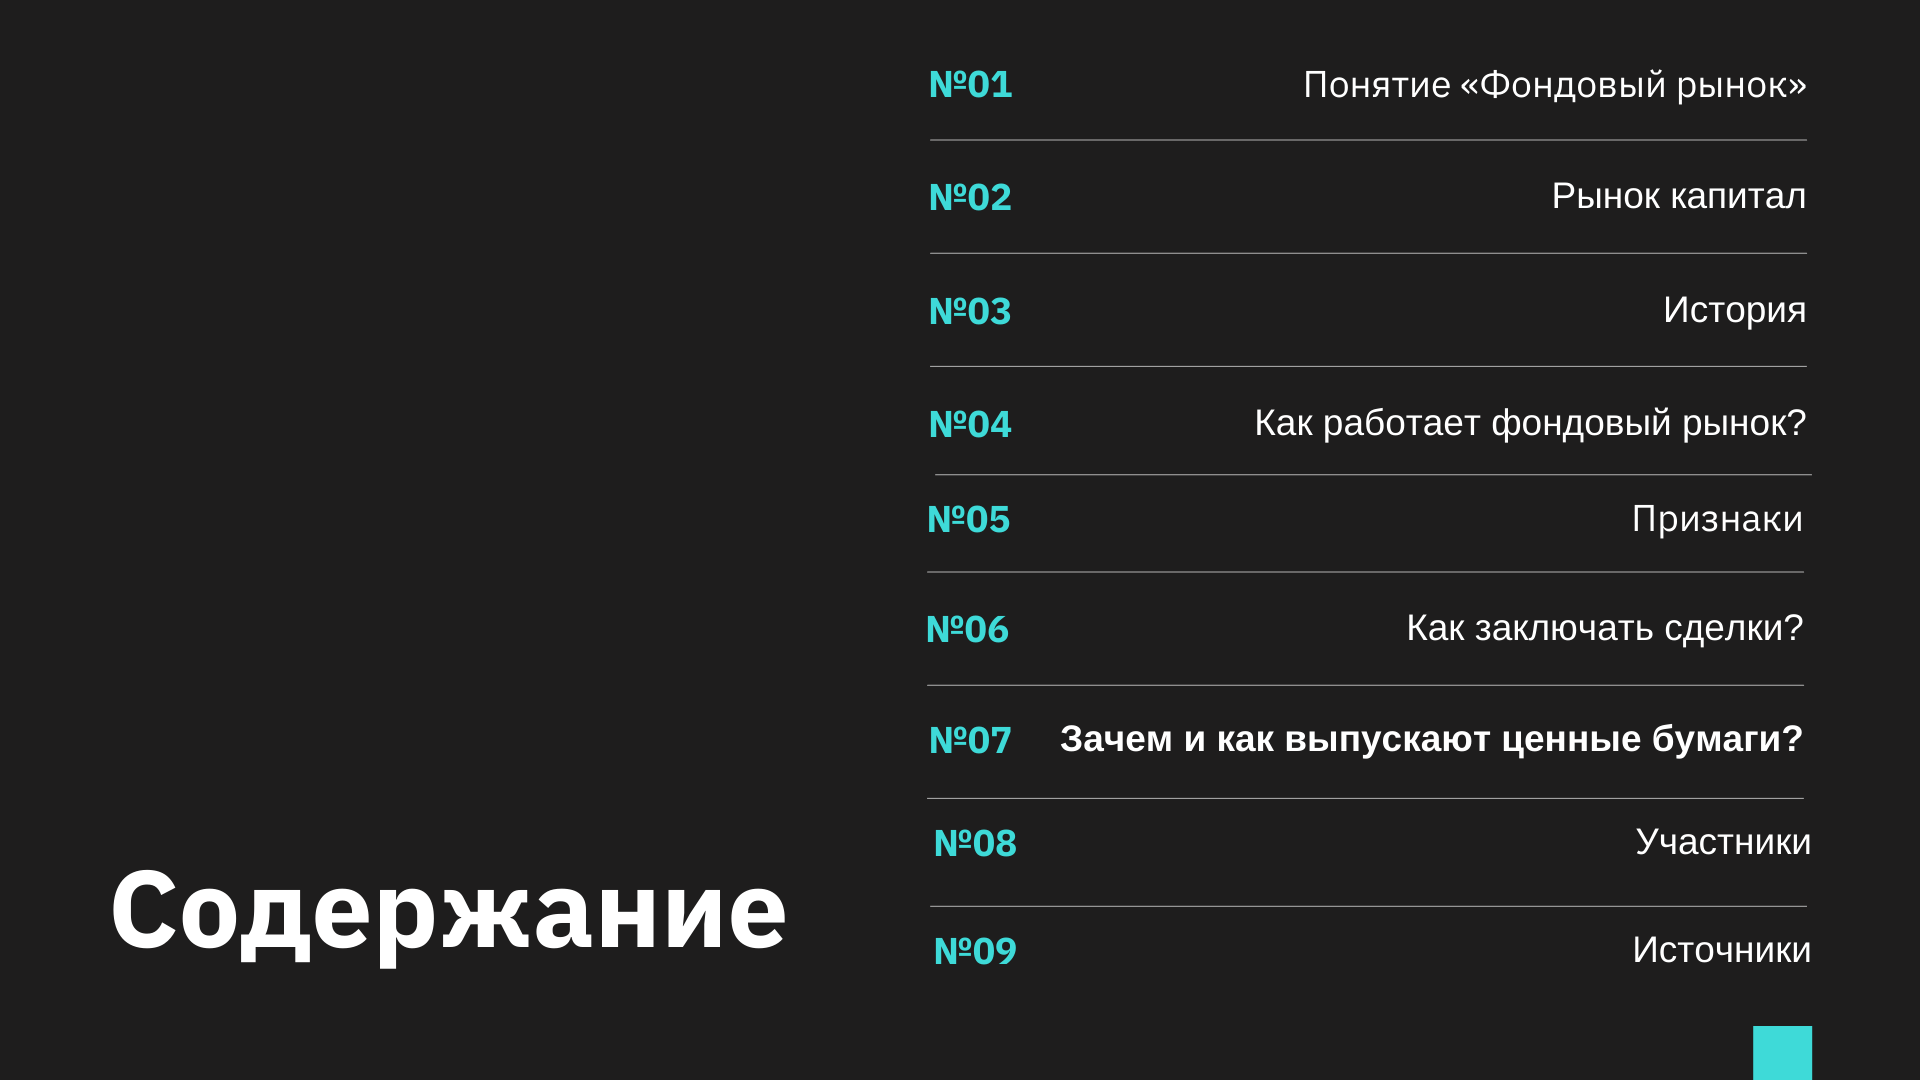 №01 Понятие «Фондовый рынок»
№02 Рынок капитал
№03 История
№04 Как работает фондовый рынок?
№05 Признаки
№06 Как заключать сделки?
№07 Зачем и как выпускают ценные бумаги?
№08 Участники
Содержание
№09 Источники